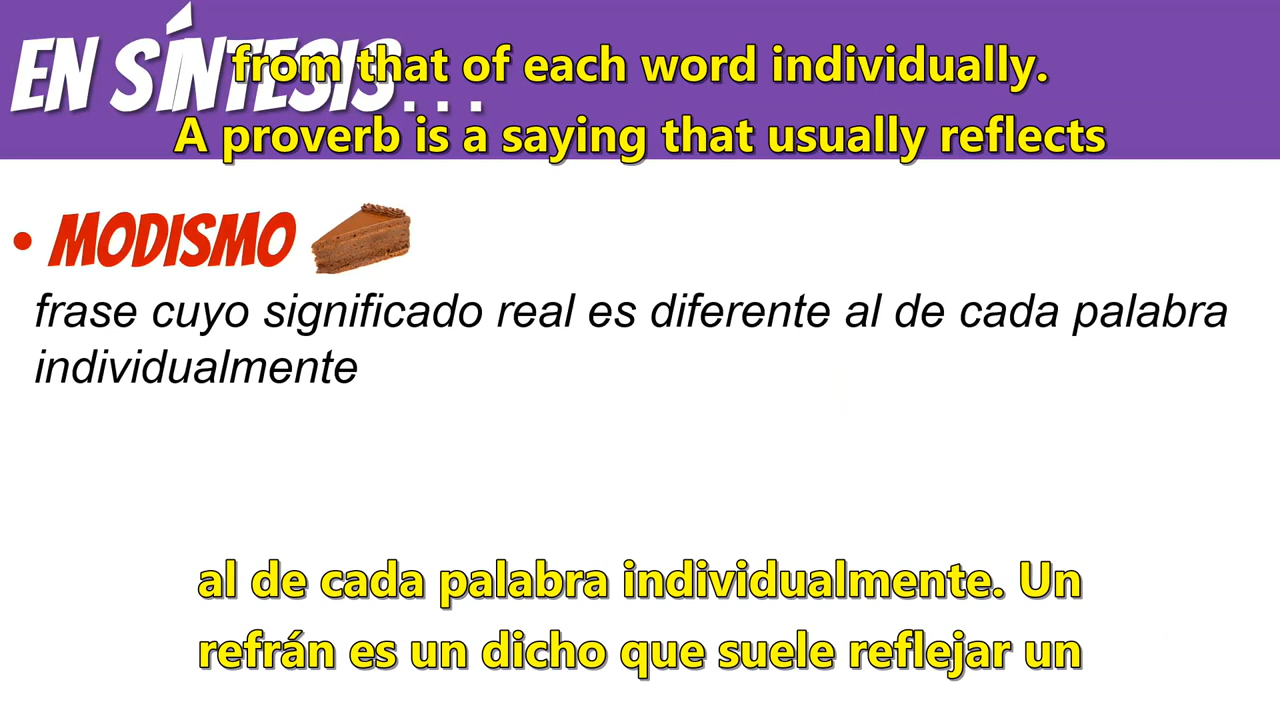 EN SÍNTESIS...
from that of each word individually.
A proverb is a saying that usually reflects
• MODISMO
frase cuyo significado real es diferente al de cada palabra
individualmente
al de cada palabra individualmente. Un
refrán es un dicho que suele reflejar un